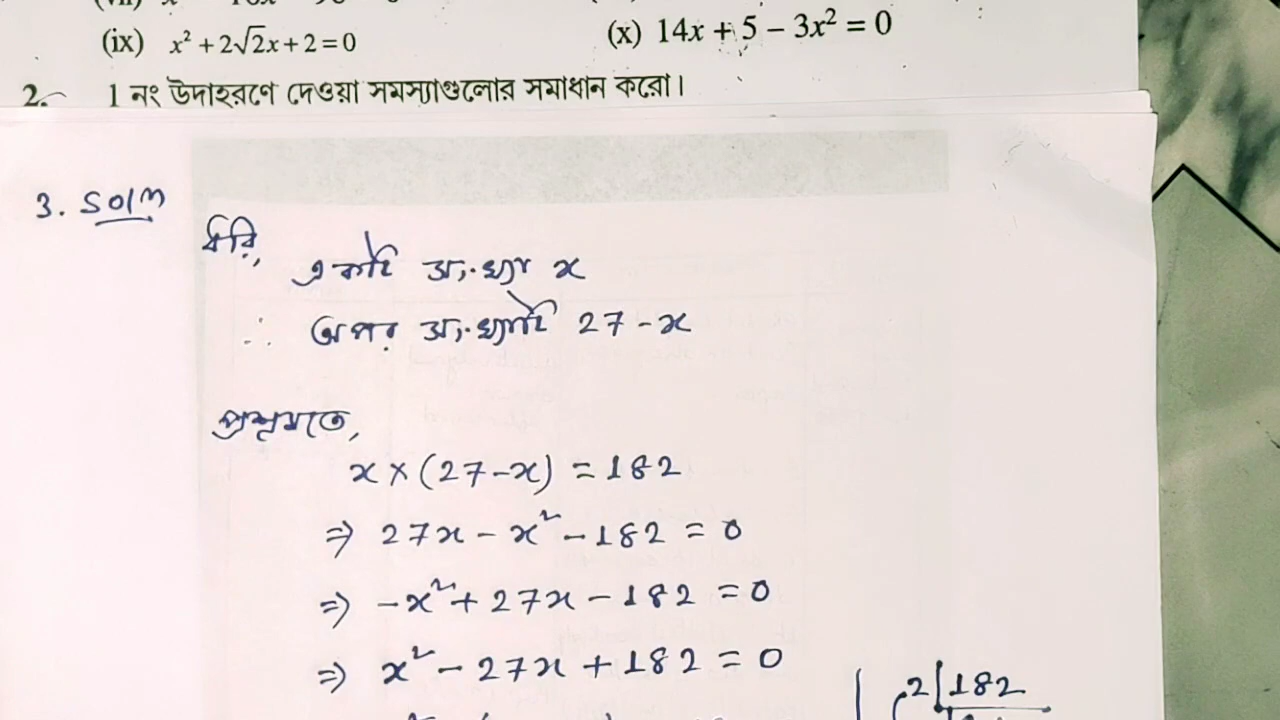 (ix) x² + 2√2x + 2 = 0 (x) 14x + 5 − 3x² = 0
2. 1 নং উদাহরণে দেওয়া সমস্যাগুলোর সমাধান করো।
3. Soln
ধরি,
একটি সংখ্যা x
∴ অপর সংখ্যাটি 27 - x
প্রশ্নমতে,
x × (27 - x) = 182
⇒ 27x - x² - 182 = 0
⇒ -x² + 27x - 182 = 0
⇒ x² - 27x + 182 = 0
2|182